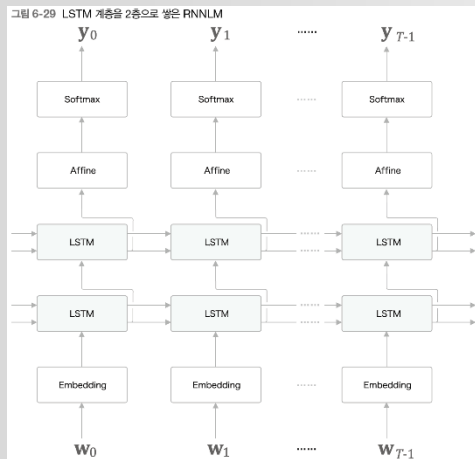 그림 6-29 LSTM 계층을 2층으로 쌓은 RNNLM
y0 y1 ······ yT-1
Softmax Softmax ······ Softmax
Affine Affine ······ Affine
······
LSTM LSTM LSTM
······
······
LSTM LSTM LSTM
······
Embedding Embedding ······ Embedding
w0 w1 ······ wT-1